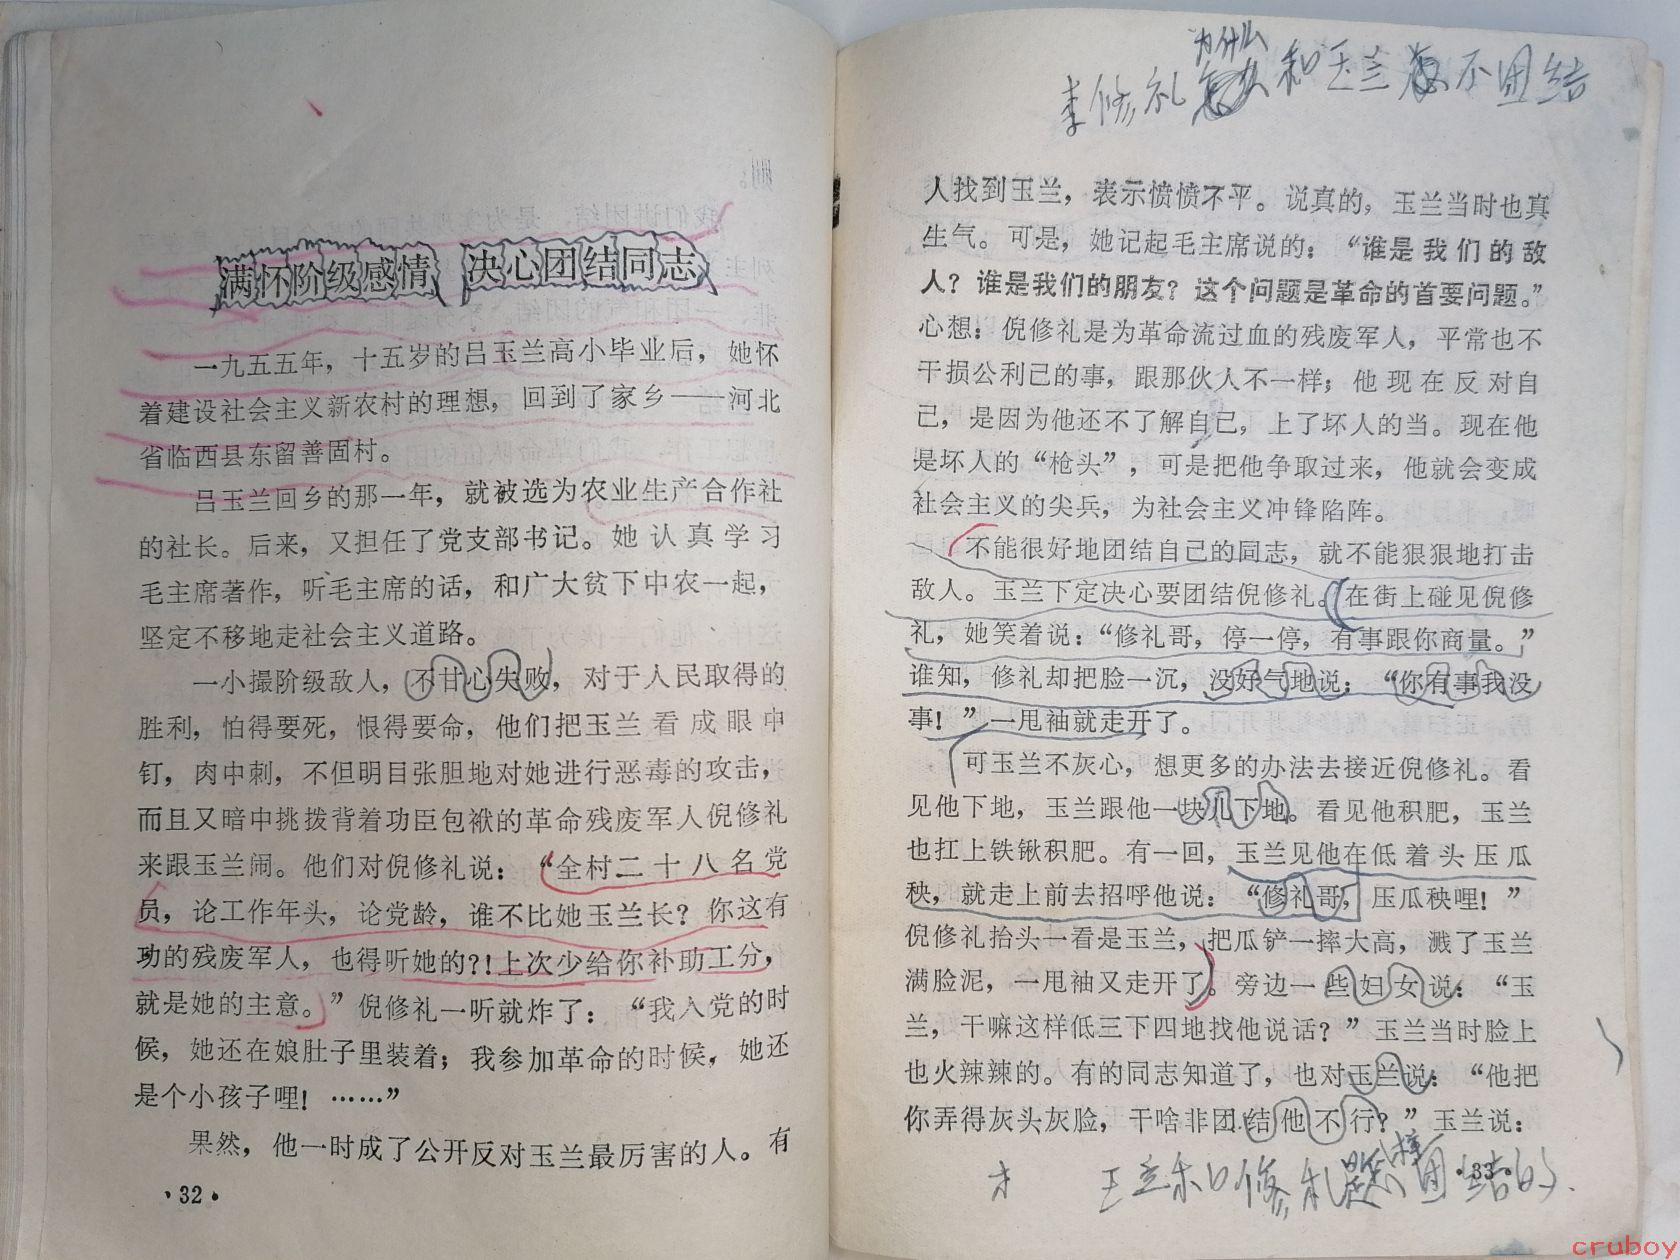 满怀阶级感情 决心团结同志
一九五五年，十五岁的吕玉兰高小毕业后，她怀
着建设社会主义新农村的理想，回到了家乡——河北
省临西县东留善固村。
吕玉兰回乡的那一年，就被选为农业生产合作社
的社长。后来，又担任了党支部书记。她认真学习
毛主席著作，听毛主席的话，和广大贫下中农一起，
坚定不移地走社会主义道路。
一小撮阶级敌人，不甘心失败，对于人民取得的
胜利，怕得要死，恨得要命，他们把玉兰看成眼中
钉，肉中刺，不但明目张胆地对她进行恶毒的攻击，
而且又暗中挑拨背着功臣包袱的革命残废军人倪修礼
来跟玉兰闹。他们对倪修礼说：“全村二十八名党
员，论工作年头，论党龄，谁不比她玉兰长？你这有
功的残废军人，也得听她的？！上次少给你补助工分，
就是她的主意。”倪修礼一听就炸了：“我入党的时
候，她还在娘肚子里装着；我参加革命的时候，她还
是个小孩子哩！……”
果然，他一时成了公开反对玉兰最厉害的人。有
·32·
为什么
李修礼和玉兰不团结
人找到玉兰，表示愤愤不平。说真的，玉兰当时也真
生气。可是，她记起毛主席说的：“谁是我们的敌
人？谁是我们的朋友？这个问题是革命的首要问题。”
心想：倪修礼是为革命流过血的残废军人，平常也不
干损公利己的事，跟那伙人不一样；他现在反对自
己，是因为他还不了解自己，上了坏人的当。现在他
是坏人的“枪头”，可是把他争取过来，他就会变成
社会主义的尖兵，为社会主义冲锋陷阵。
不能很好地团结自己的同志，就不能狠狠地打击
敌人。玉兰下定决心要团结倪修礼。在街上碰见倪修
礼，她笑着说：“修礼哥，停一停，有事跟你商量。”
谁知，修礼却把脸一沉，没好气地说：“你有事我没
事！”一甩袖就走开了。
可玉兰不灰心，想更多的办法去接近倪修礼。看
见他下地，玉兰跟他一块儿下地。看见他积肥，玉兰
也扛上铁锹积肥。有一回，玉兰见他在低着头压瓜
秧，就走上前去招呼他说：“修礼哥，压瓜秧哩！”
倪修礼抬头一看是玉兰，把瓜铲一摔大高，溅了玉兰
满脸泥，一甩袖又走开了。旁边一些妇女说：“玉
兰，干嘛这样低三下四地找他说话？”玉兰当时脸上
也火辣辣的。有的同志知道了，也对玉兰说：“他把
你弄得灰头灰脸，干啥非团结他不行？”玉兰说：
·33·
玉兰和修礼团结的
cruboy